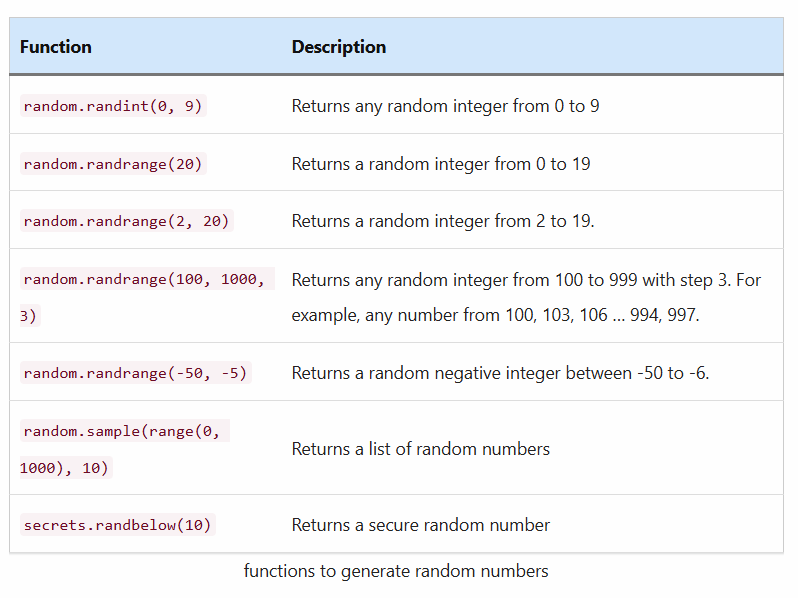 Function Description
random.randint(0, 9) Returns any random integer from 0 to 9
random.randrange(20) Returns a random integer from 0 to 19
random.randrange(2, 20) Returns a random integer from 2 to 19.
random.randrange(100, 1000, Returns any random integer from 100 to 999 with step 3. For
3) example, any number from 100, 103, 106 … 994, 997.
random.randrange(-50, -5) Returns a random negative integer between -50 to -6.
random.sample(range(0,
1000), 10) Returns a list of random numbers
secrets.randbelow(10) Returns a secure random number
functions to generate random numbers